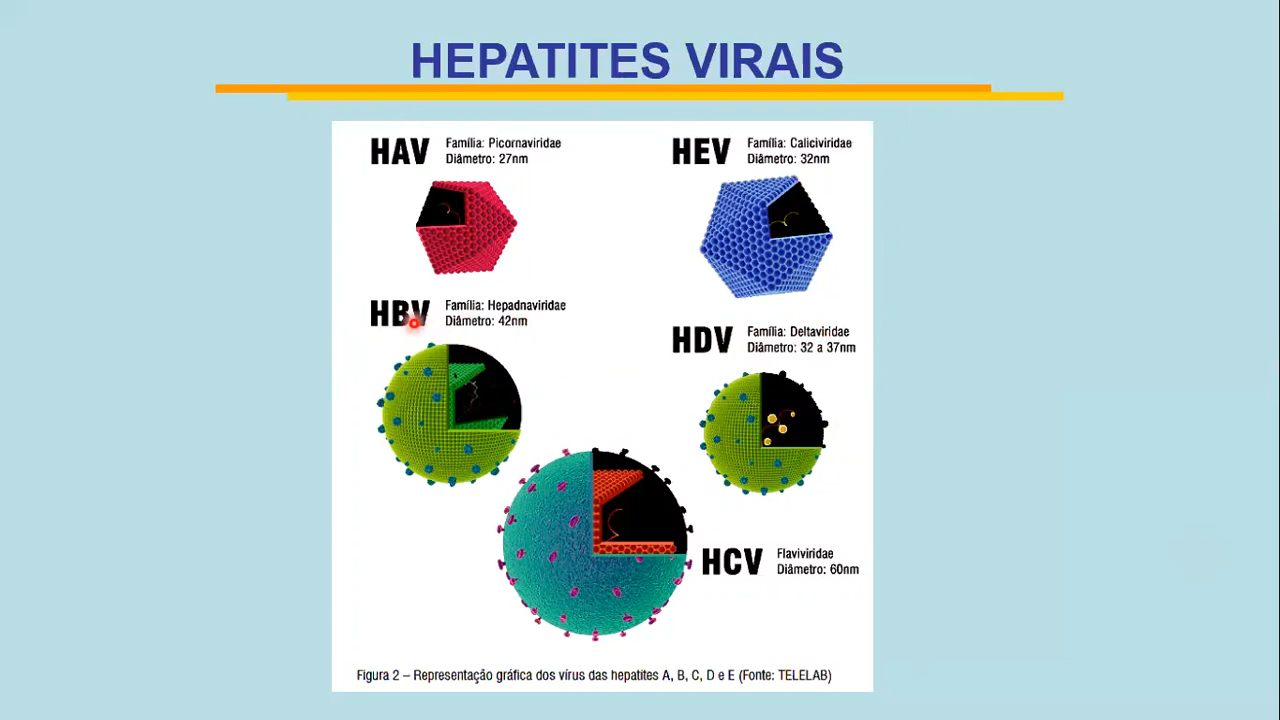 HEPATITES VIRAIS
HAV
Família: Picornaviridae
Diâmetro: 27nm
HEV
Família: Caliciviridae
Diâmetro: 32nm
HBV
Família: Hepadnaviridae
Diâmetro: 42nm
HDV
Família: Deltaviridae
Diâmetro: 32 a 37nm
HCV
Flaviviridae
Diâmetro: 60nm
Figura 2 – Representação gráfica dos vírus das hepatites A, B, C, D e E (Fonte: TELELAB)